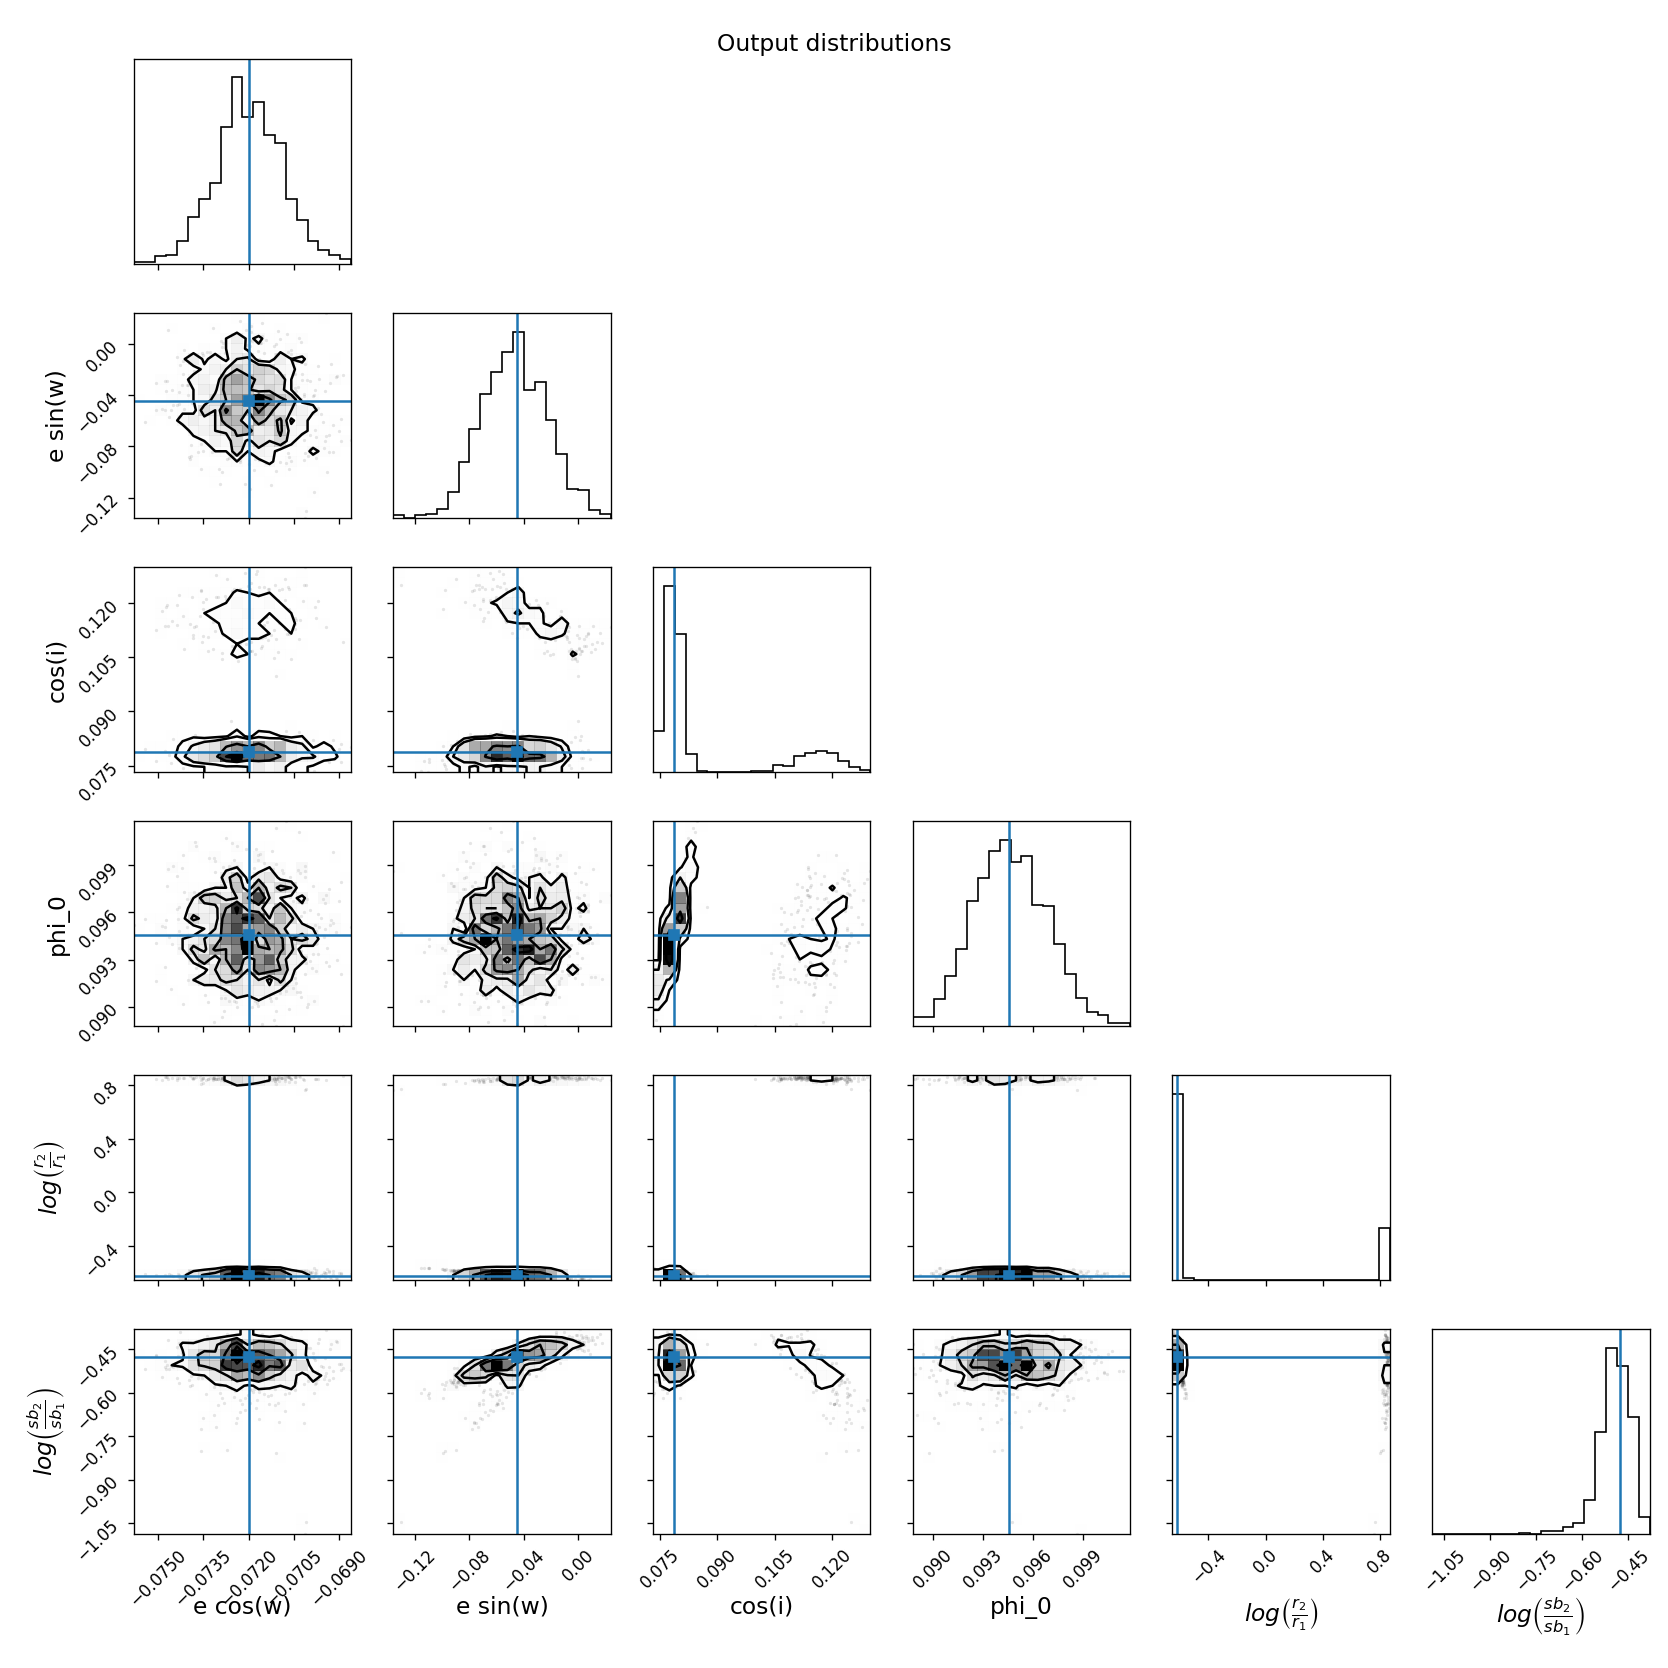 Output distributions
e sin(w)
0.00
−0.04
−0.08
−0.12
cos(i)
0.120
0.105
0.090
0.075
phi_0
0.099
0.096
0.093
0.090
log(r₂/r₁)
0.8
0.4
0.0
−0.4
log(sb₂/sb₁)
−0.45
−0.60
−0.75
−0.90
−1.05
−0.0750 −0.0735 −0.0720 −0.0705 −0.0690
e cos(w)
−0.12 −0.08 −0.04 0.00
e sin(w)
0.075 0.090 0.105 0.120
cos(i)
0.090 0.093 0.096 0.099
phi_0
−0.4 0.0 0.4 0.8
log(r₂/r₁)
−1.05 −0.90 −0.75 −0.60 −0.45
log(sb₂/sb₁)